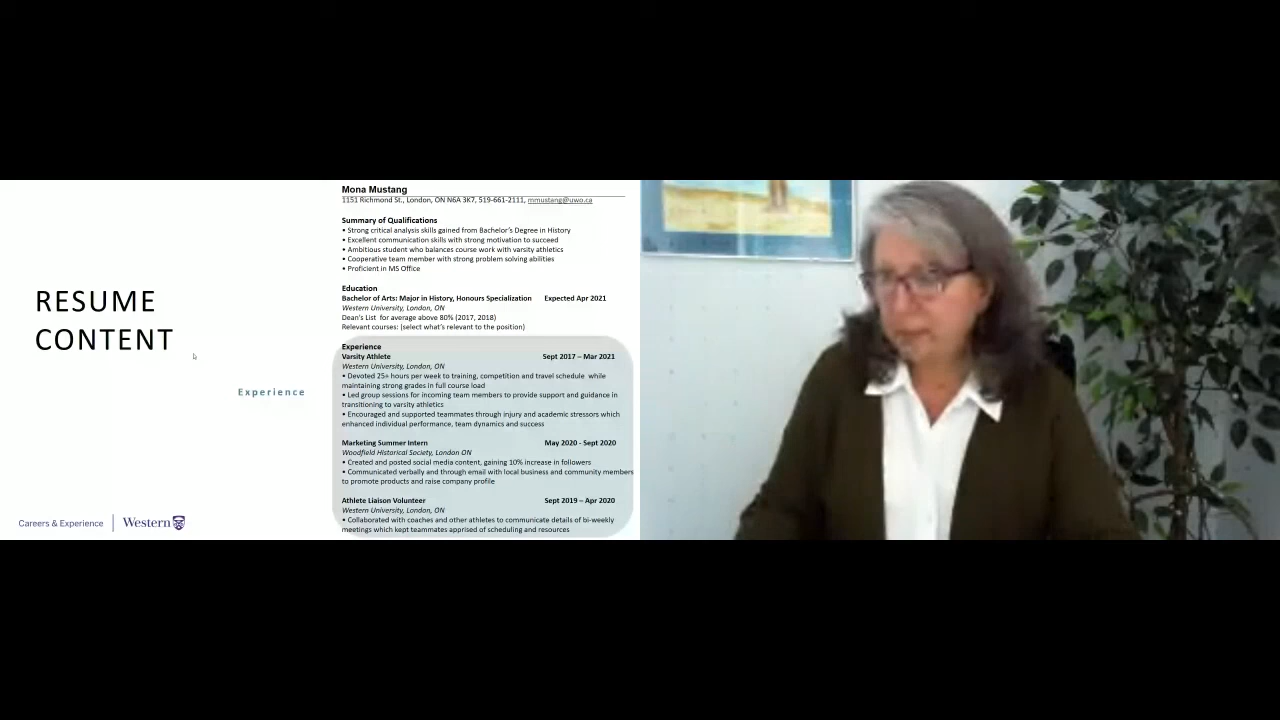 RESUME
CONTENT
Experience
Careers & Experience
Western
Mona Mustang
1151 Richmond St., London, ON N6A 3K7, 519-661-2111, mmustang@uwo.ca
Summary of Qualifications
• Strong critical analysis skills gained from Bachelor's Degree in History
• Excellent communication skills with strong motivation to succeed
• Ambitious student who balances course work with varsity athletics
• Cooperative team member with strong problem solving abilities
• Proficient in MS Office
Education
Bachelor of Arts: Major in History, Honours Specialization Expected Apr 2021
Western University, London, ON
Dean's List for average above 80% (2017, 2018)
Relevant courses: (select what's relevant to the position)
Experience
Varsity Athlete Sept 2017 – Mar 2021
Western University, London, ON
• Devoted 25+ hours per week to training, competition and travel schedule while
maintaining strong grades in full course load
• Led group sessions for incoming team members to provide support and guidance in
transitioning to varsity athletics
• Encouraged and supported teammates through injury and academic stressors which
enhanced individual performance, team dynamics and success
Marketing Summer Intern May 2020 - Sept 2020
Woodfield Historical Society, London ON
• Created and posted social media content, gaining 10% increase in followers
• Communicated verbally and through email with local business and community members
to promote products and raise company profile
Athlete Liaison Volunteer Sept 2019 – Apr 2020
Western University, London, ON
• Collaborated with coaches and other athletes to communicate details of bi-weekly
meetings which kept teammates apprised of scheduling and resources